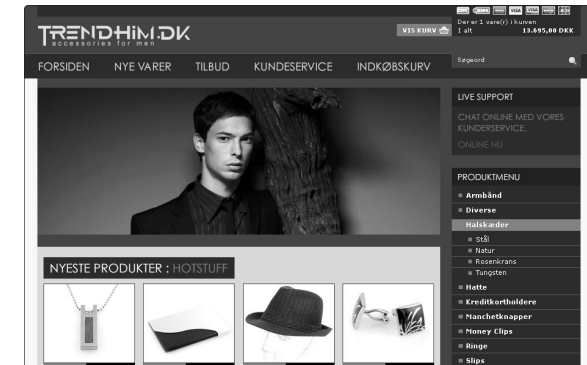 TRENDHIM.DK
accessories for men
VIS KURV
Der er 1 vare(r) i kurven
I alt 13.695,00 DKK
FORSIDEN NYE VARER TILBUD KUNDESERVICE INDKØBSKURV
Søgeord
LIVE SUPPORT
CHAT ONLINE MED VORES
KUNDERSERVICE.
ONLINE NU
PRODUKTMENU
Armbånd
Diverse
Halskæder
Stål
Natur
Rosenkrans
Tungsten
Hatte
Kreditkortholdere
Manchetknapper
Money Clips
Ringe
Slips
NYESTE PRODUKTER : HOTSTUFF